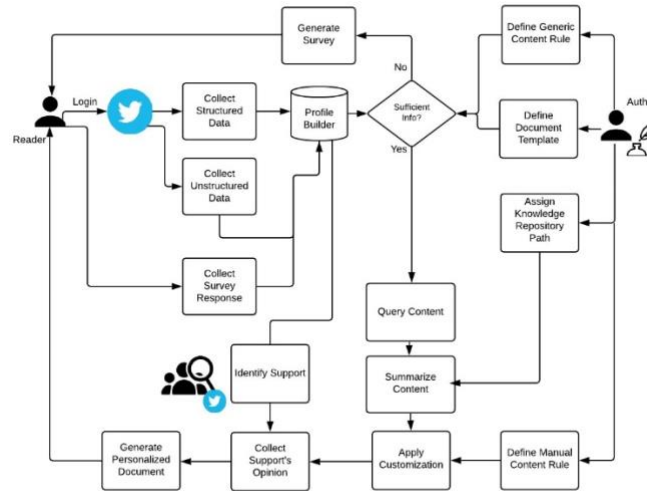 Generate
Survey
Define Generic
Content Rule
No
Login
Collect
Structured
Data
Profile
Builder
Sufficient
Info?
Define
Document
Template
Auth
Reader
Yes
Collect
Unstructured
Data
Assign
Knowledge
Repository
Path
Collect
Survey
Response
Query Content
Identify Support
Summarize
Content
Generate
Personalized
Document
Collect
Support's
Opinion
Apply
Customization
Define Manual
Content Rule